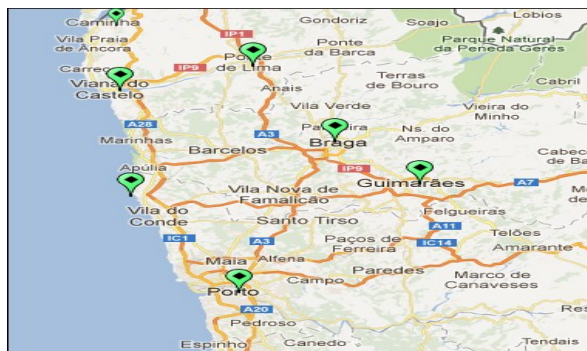 Caminha
Gondoriz
Soajo
Lobios
Vila Praia
de Âncora
IP1
Ponte
de Lima
Ponte
da Barca
Parque Natural
da Peneda Gerês
Carreço
IP9
Viana do
Castelo
Anais
Terras
de Bouro
Cabril
Vila Verde
Vieira do
Minho
A28
Marinhas
A3
Braga
Ns. do
Amparo
Barcelos
Apúlia
IP9
Guimarães
A7
Vila Nova de
Famalicão
Vila do
Conde
Santo Tirso
Felgueiras
A11
IC1
A3
Paços de
Ferreira
IC14
Telões
Amarante
Maia
Alfena
Campo
Paredes
Marco de
Canaveses
Porto
A20
Pedroso
Espinho
Canedo
Cinfães
Tendais